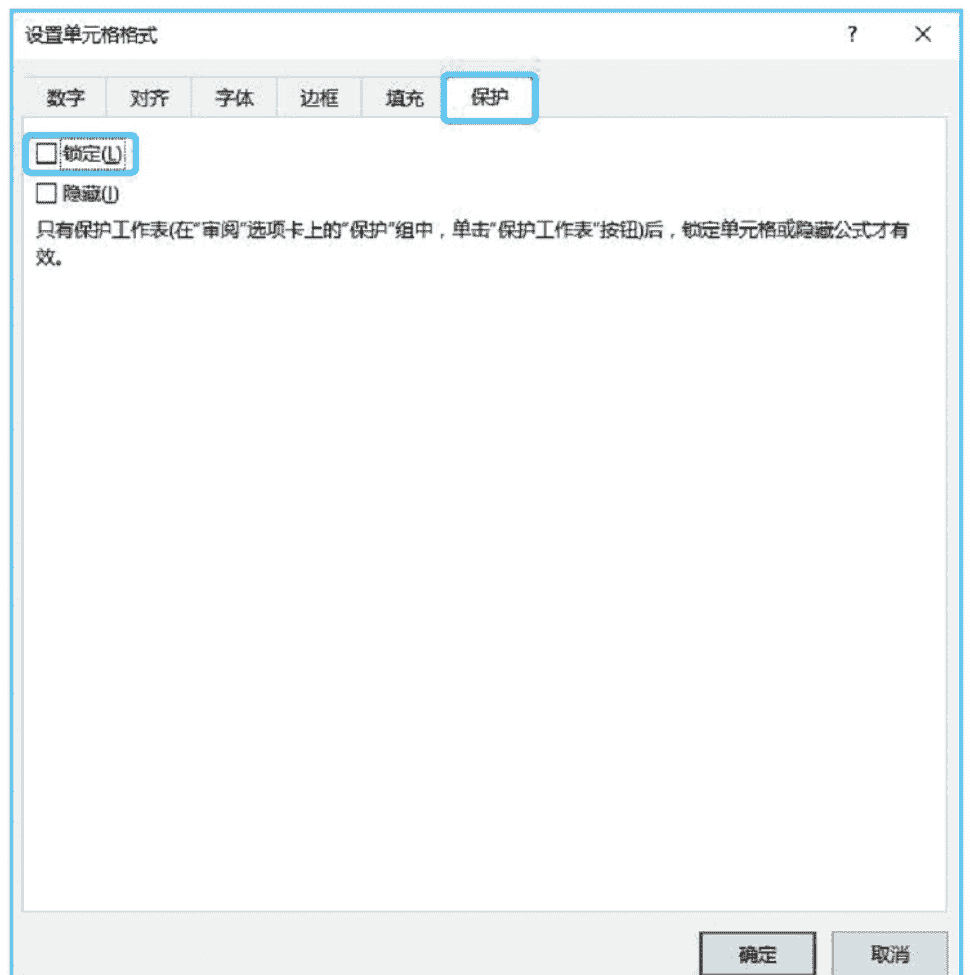 设置单元格格式 ? ×
数字 对齐 字体 边框 填充 保护
锁定(L)
隐藏(I)
只有保护工作表(在"审阅"选项卡上的"保护"组中，单击"保护工作表"按钮)后，锁定单元格或隐藏公式才有
效。
确定 取消